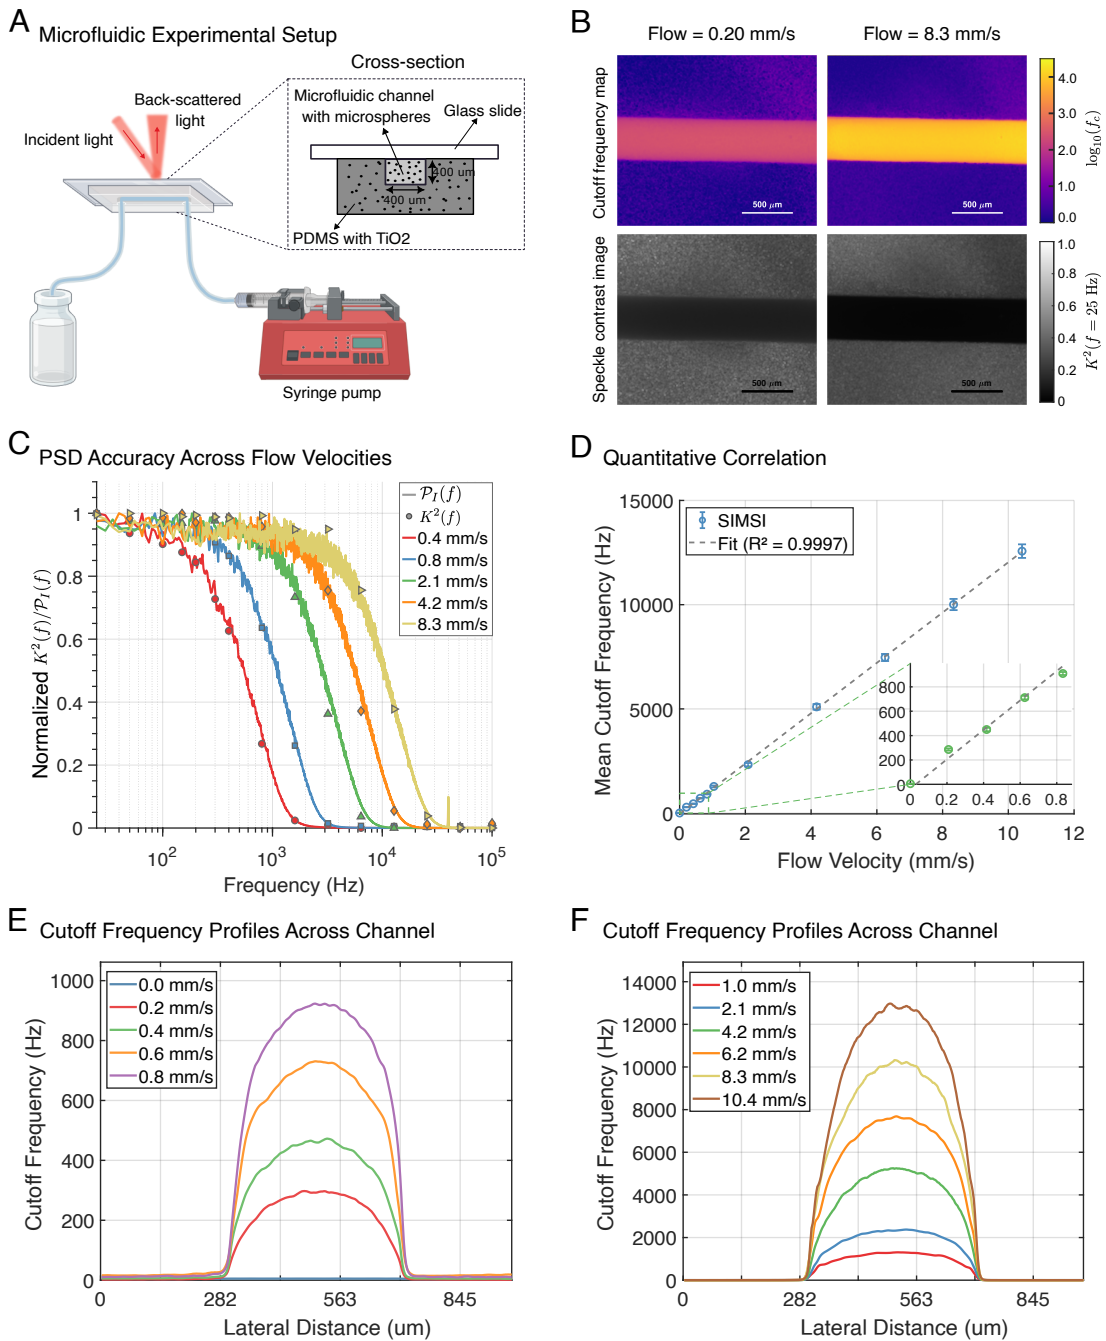 A
Microfluidic Experimental Setup
Cross-section
Back-scattered
light
Incident light
Microfluidic channel
with microspheres
Glass slide
400 um
400 um
PDMS with TiO2
Syringe pump
B
Flow = 0.20 mm/s
Flow = 8.3 mm/s
Cutoff frequency map
500 μm
500 μm
4.0
3.0
2.0
1.0
0.0
log₁₀(f_c)
Speckle contrast image
500 μm
500 μm
1.0
0.8
0.6
0.4
0.2
0
K²(f = 25 Hz)
C
PSD Accuracy Across Flow Velocities
P_I(f)
K²(f)
0.4 mm/s
0.8 mm/s
2.1 mm/s
4.2 mm/s
8.3 mm/s
1
0.8
0.6
0.4
0.2
0
Normalized K²(f)/P_I(f)
10² 10³ 10⁴ 10⁵
Frequency (Hz)
D
Quantitative Correlation
SIMSI
Fit (R² = 0.9997)
15000
10000
5000
0
Mean Cutoff Frequency (Hz)
800
600
400
200
0
0 0.2 0.4 0.6 0.8
0 2 4 6 8 10 12
Flow Velocity (mm/s)
E
Cutoff Frequency Profiles Across Channel
0.0 mm/s
0.2 mm/s
0.4 mm/s
0.6 mm/s
0.8 mm/s
1000
800
600
400
200
0
Cutoff Frequency (Hz)
0 282 563 845
Lateral Distance (um)
F
Cutoff Frequency Profiles Across Channel
1.0 mm/s
2.1 mm/s
4.2 mm/s
6.2 mm/s
8.3 mm/s
10.4 mm/s
14000
12000
10000
8000
6000
4000
2000
0
Cutoff Frequency (Hz)
0 282 563 845
Lateral Distance (um)